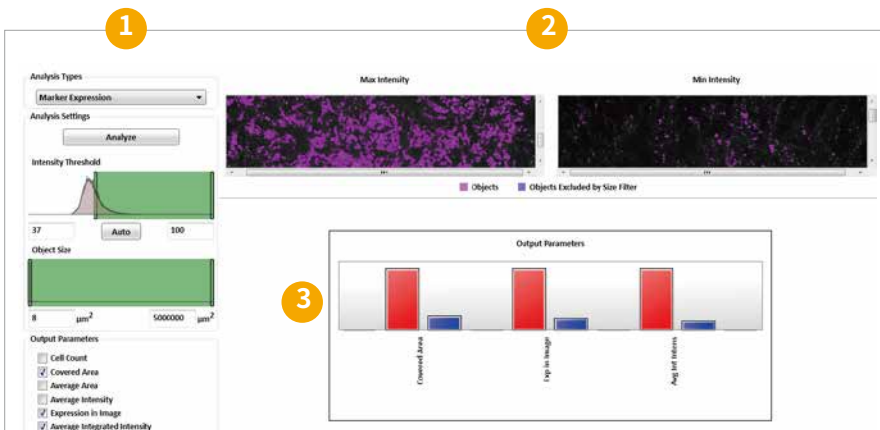 1
2
Analysis Types
Marker Expression
Analysis Settings
Analyze
Intensity Threshold
37
Auto
100
Object Size
8 µm2
5000000 µm2
Output Parameters
Cell Count
Covered Area
Average Area
Average Intensity
Expression in Image
Average Integrated Intensity
Max Intensity
Min Intensity
Objects
Objects Excluded by Size Filter
3
Output Parameters
Covered Area
Exp in Image
Avg Int Intens